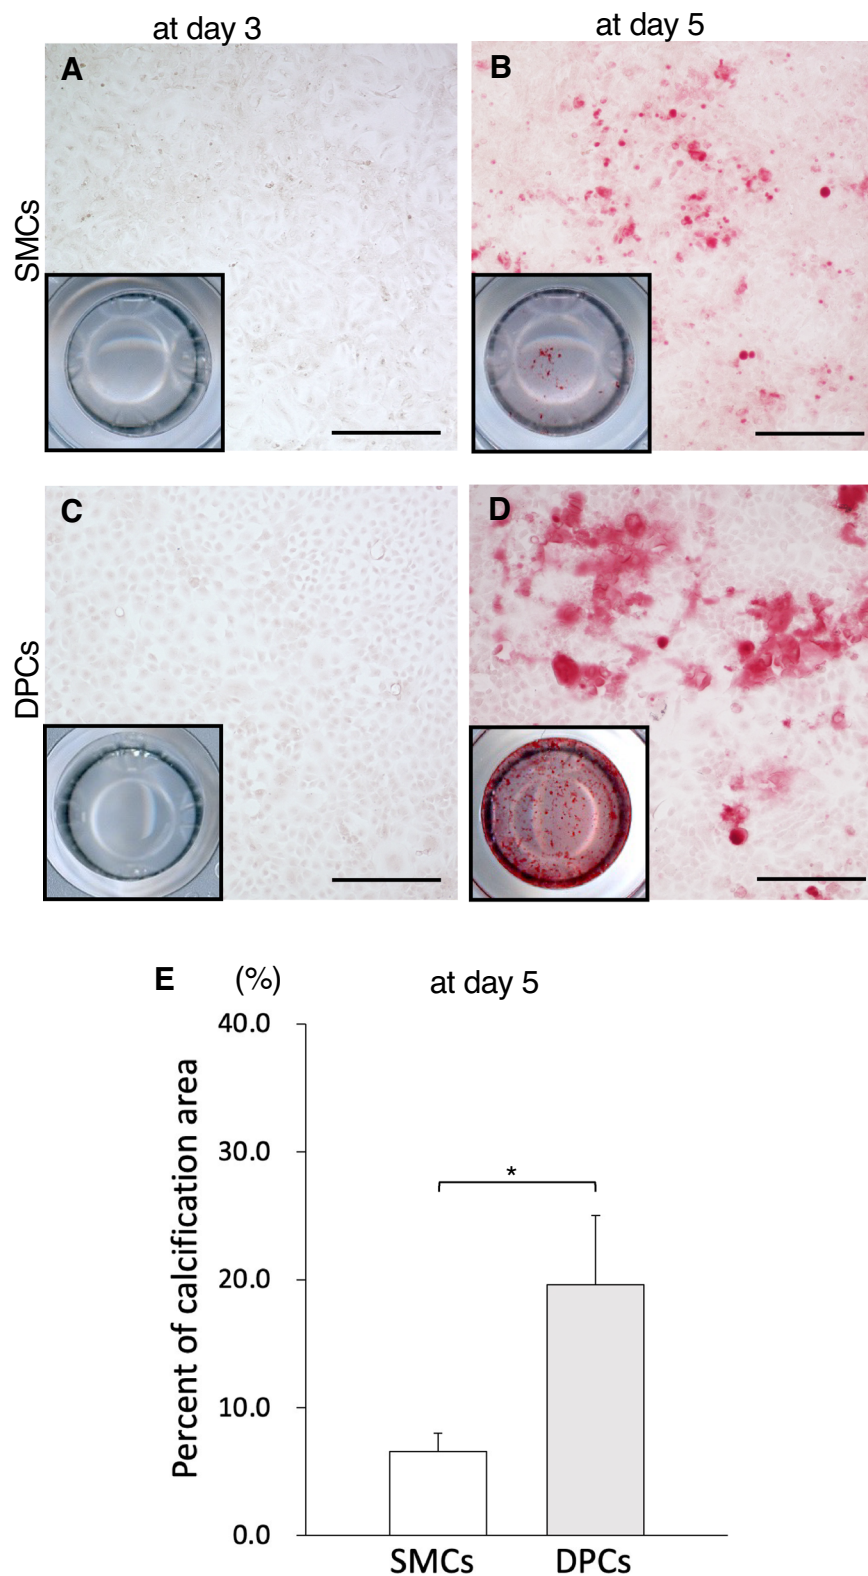 at day 3
at day 5
A
B
SMCs
C
D
DPCs
E
(%)
at day 5
Percent of calcification area
40.0
30.0
20.0
10.0
0.0
*
SMCs
DPCs